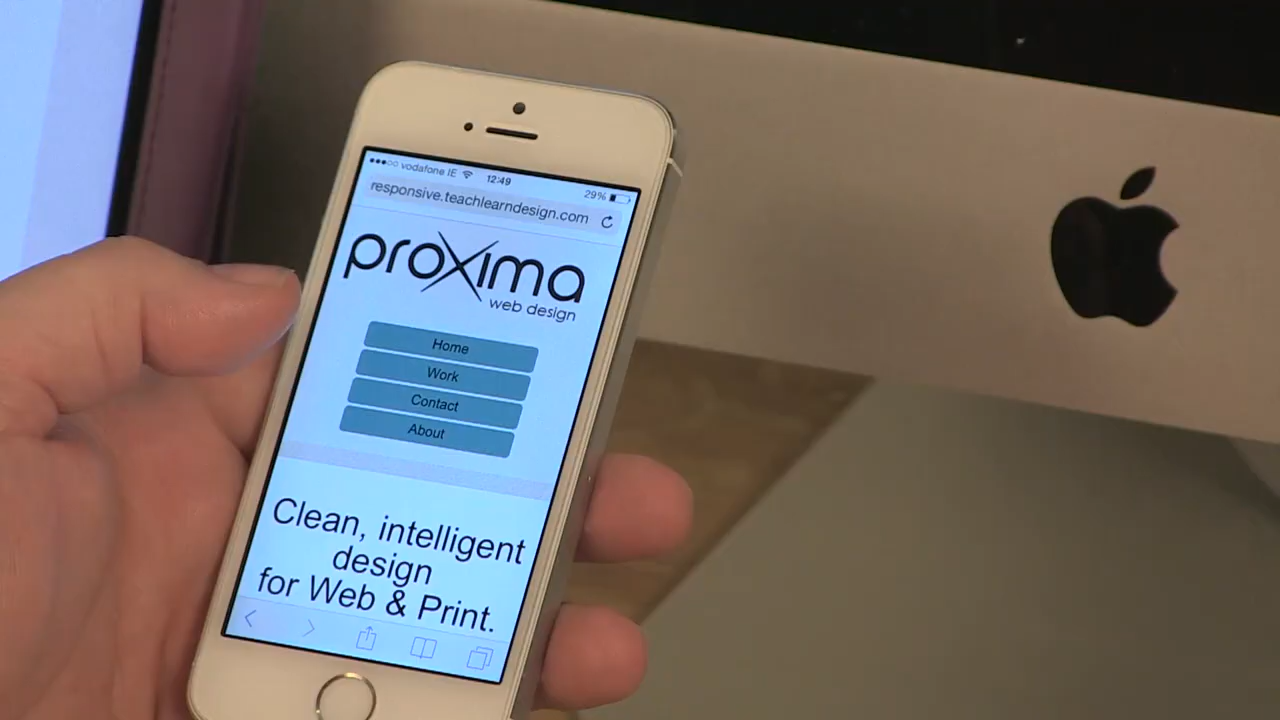 vodafone IE 12:49 29%
responsive.teachlearndesign.com
proxima
web design
Home
Work
Contact
About
Clean, intelligent
design
for Web & Print.